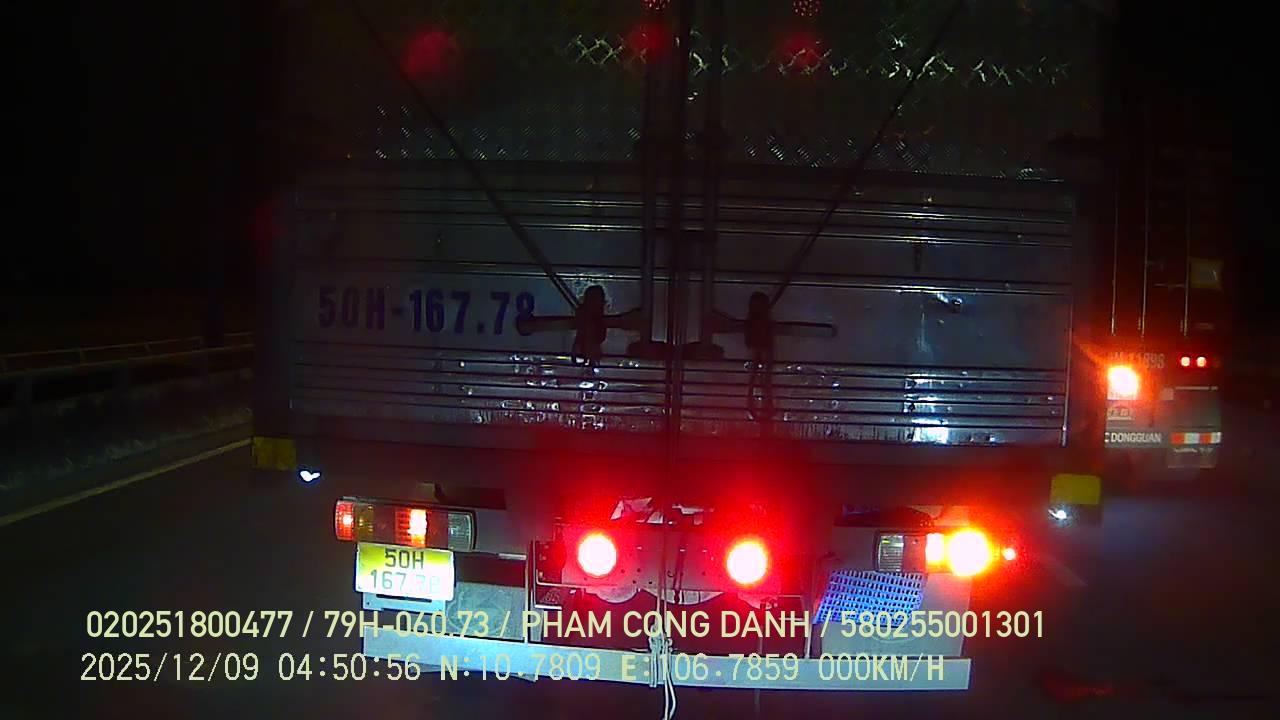 50H-167.78
C DONGGUAN
50H
167.78
020251800477 / 79H-060.73 / PHAM CONG DANH / 580255001301
2025/12/09 04:50:56 N:10.7809 E:106.7859 000KM/H